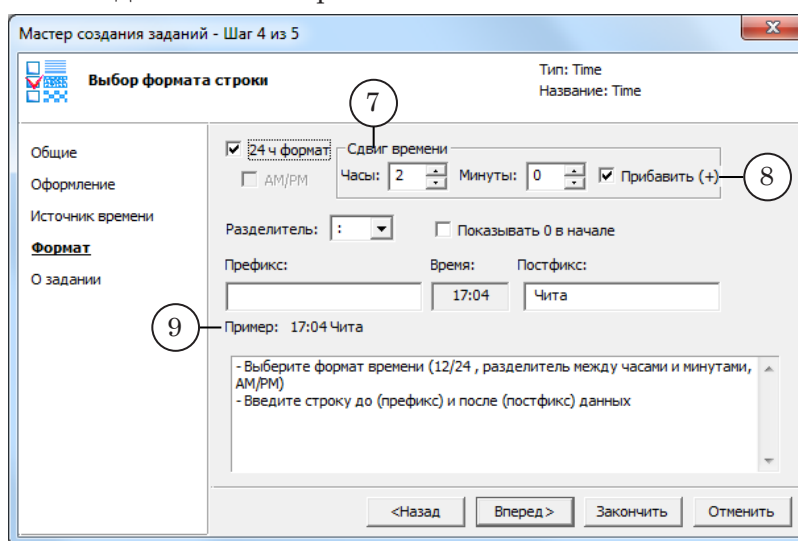 Мастер создания заданий - Шаг 4 из 5
Выбор формата строки
Тип: Time
Название: Time
7
Общие
Оформление
Источник времени
Формат
О задании
24 ч формат
Сдвиг времени
AM/PM
Часы: 2 Минуты: 0 Прибавить (+)
8
Разделитель: : Показывать 0 в начале
Префикс: Время: Постфикс:
17:04 Чита
9
Пример: 17:04 Чита
- Выберите формат времени (12/24 , разделитель между часами и минутами,
AM/PM)
- Введите строку до (префикс) и после (постфикс) данных
<Назад Вперед > Закончить Отменить